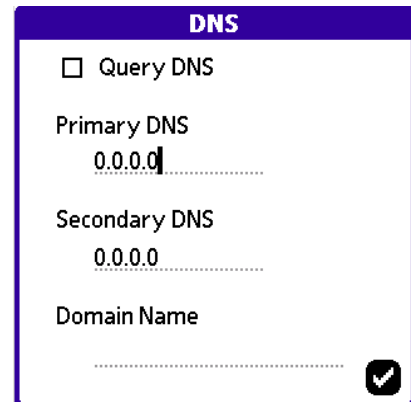 DNS
Query DNS
Primary DNS
0.0.0.0
Secondary DNS
0.0.0.0
Domain Name